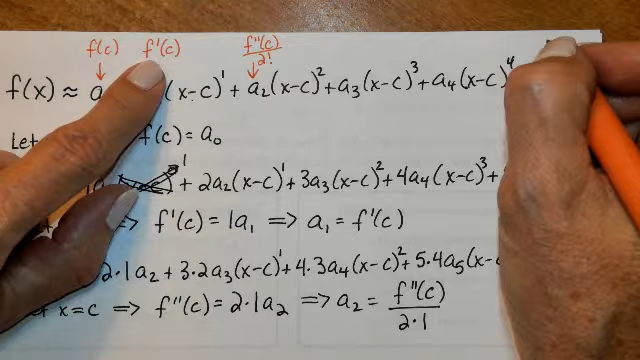 f(c) f'(c) f''(c)/2!
f(x) ≈ a (x-c)¹ + a₂(x-c)² + a₃(x-c)³ + a₄(x-c)⁴
Let f(c) = a₀
+ 2a₂(x-c)¹ + 3a₃(x-c)² + 4a₄(x-c)³ +
⇒ f'(c) = 1a₁ ⇒ a₁ = f'(c)
2·1a₂ + 3·2a₃(x-c)¹ + 4·3a₄(x-c)² + 5·4a₅(x-c
x=c ⇒ f''(c) = 2·1a₂ ⇒ a₂ = f''(c)/2·1